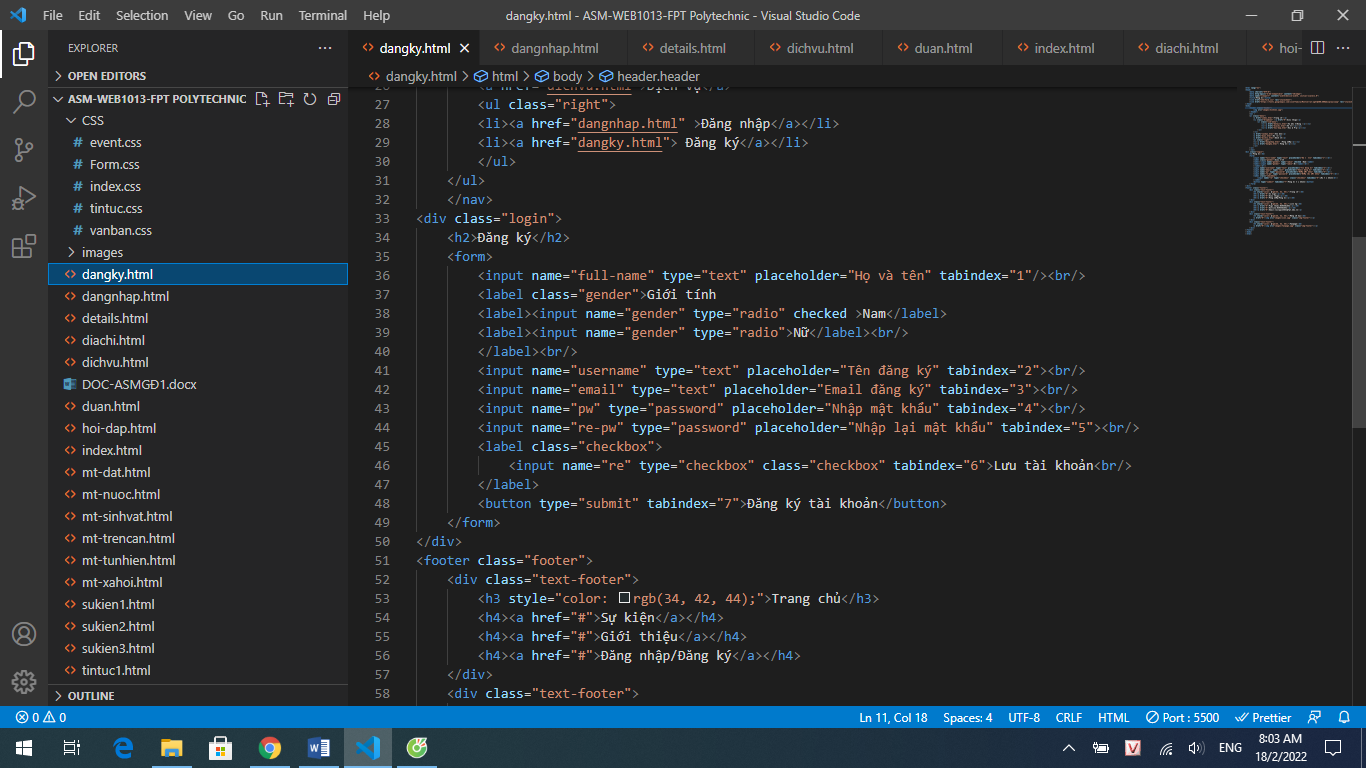 File Edit Selection View Go Run Terminal Help
dangky.html - ASM-WEB1013-FPT Polytechnic - Visual Studio Code
EXPLORER
OPEN EDITORS
ASM-WEB1013-FPT POLYTECHNIC
CSS
event.css
Form.css
index.css
tintuc.css
vanban.css
images
dangky.html
dangnhap.html
details.html
diachi.html
dichvu.html
DOC-ASMGĐ1.docx
duan.html
hoi-dap.html
index.html
mt-dat.html
mt-nuoc.html
mt-sinhvat.html
mt-trencan.html
mt-tunhien.html
mt-xahoi.html
sukien1.html
sukien2.html
sukien3.html
tintuc1.html
OUTLINE
dangky.html dangnhap.html details.html dichvu.html duan.html index.html diachi.html hoi-
dangky.html > html > body > header.header
27 <ul class="right">
28 <li><a href="dangnhap.html" >Đăng nhập</a></li>
29 <li><a href="dangky.html"> Đăng ký</a></li>
30 </ul>
31 </ul>
32 </nav>
33 <div class="login">
34 <h2>Đăng ký</h2>
35 <form>
36 <input name="full-name" type="text" placeholder="Họ và tên" tabindex="1"/><br/>
37 <label class="gender">Giới tính
38 <label><input name="gender" type="radio" checked >Nam</label>
39 <label><input name="gender" type="radio">Nữ</label><br/>
40 </label><br/>
41 <input name="username" type="text" placeholder="Tên đăng ký" tabindex="2"><br/>
42 <input name="email" type="text" placeholder="Email đăng ký" tabindex="3"><br/>
43 <input name="pw" type="password" placeholder="Nhập mật khẩu" tabindex="4"><br/>
44 <input name="re-pw" type="password" placeholder="Nhập lại mật khẩu" tabindex="5"><br/>
45 <label class="checkbox">
46 <input name="re" type="checkbox" class="checkbox" tabindex="6">Lưu tài khoản<br/>
47 </label>
48 <button type="submit" tabindex="7">Đăng ký tài khoản</button>
49 </form>
50 </div>
51 <footer class="footer">
52 <div class="text-footer">
53 <h3 style="color: rgb(34, 42, 44);">Trang chủ</h3>
54 <h4><a href="#">Sự kiện</a></h4>
55 <h4><a href="#">Giới thiệu</a></h4>
56 <h4><a href="#">Đăng nhập/Đăng ký</a></h4>
57 </div>
58 <div class="text-footer">
0 0 Ln 11, Col 18 Spaces: 4 UTF-8 CRLF HTML Port : 5500 Prettier
ENG
8:03 AM
18/2/2022